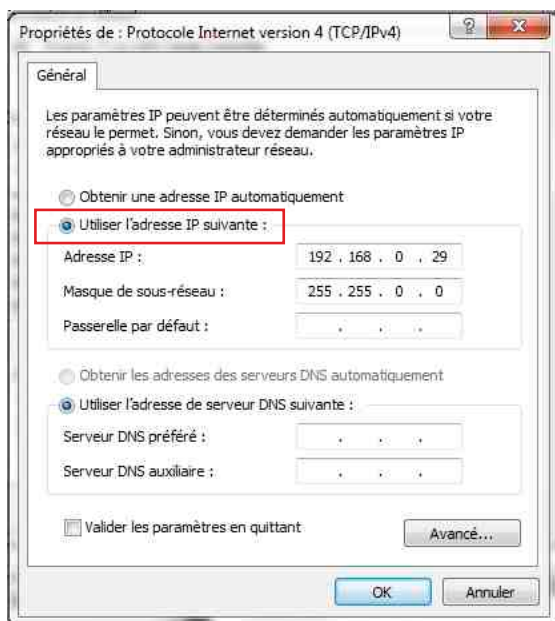 Propriétés de : Protocole Internet version 4 (TCP/IPv4)
Général
Les paramètres IP peuvent être déterminés automatiquement si votre
réseau le permet. Sinon, vous devez demander les paramètres IP
appropriés à votre administrateur réseau.
Obtenir une adresse IP automatiquement
Utiliser l'adresse IP suivante :
Adresse IP : 192 . 168 . 0 . 29
Masque de sous-réseau : 255 . 255 . 0 . 0
Passerelle par défaut : . . .
Obtenir les adresses des serveurs DNS automatiquement
Utiliser l'adresse de serveur DNS suivante :
Serveur DNS préféré : . . .
Serveur DNS auxiliaire : . . .
Valider les paramètres en quittant
Avancé...
OK Annuler